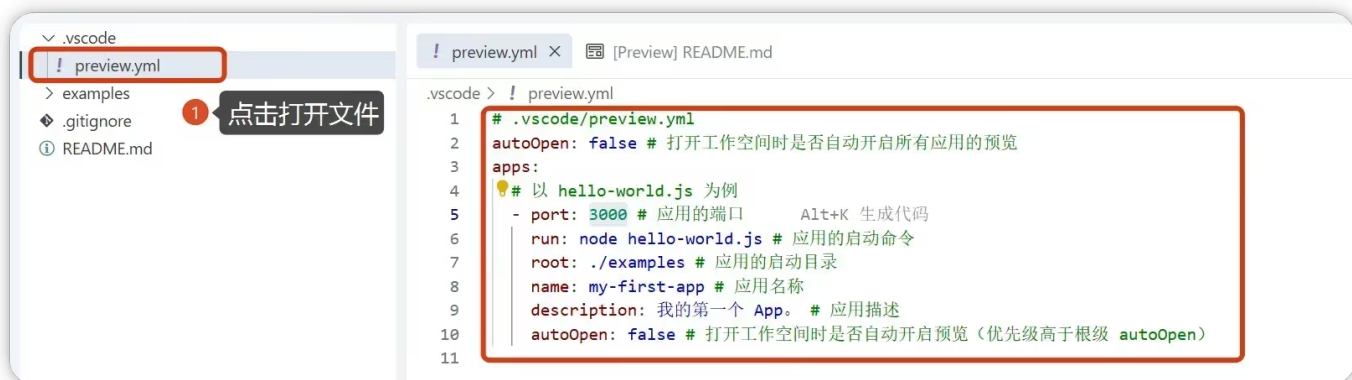 .vscode
! preview.yml
examples
.gitignore
README.md
1 点击打开文件
! preview.yml ×
[Preview] README.md
.vscode > ! preview.yml
1 # .vscode/preview.yml
2 autoOpen: false # 打开工作空间时是否自动开启所有应用的预览
3 apps:
4 # 以 hello-world.js 为例
5 - port: 3000 # 应用的端口 Alt+K 生成代码
6 run: node hello-world.js # 应用的启动命令
7 root: ./examples # 应用的启动目录
8 name: my-first-app # 应用名称
9 description: 我的第一个 App。 # 应用描述
10 autoOpen: false # 打开工作空间时是否自动开启预览（优先级高于根级 autoOpen）
11